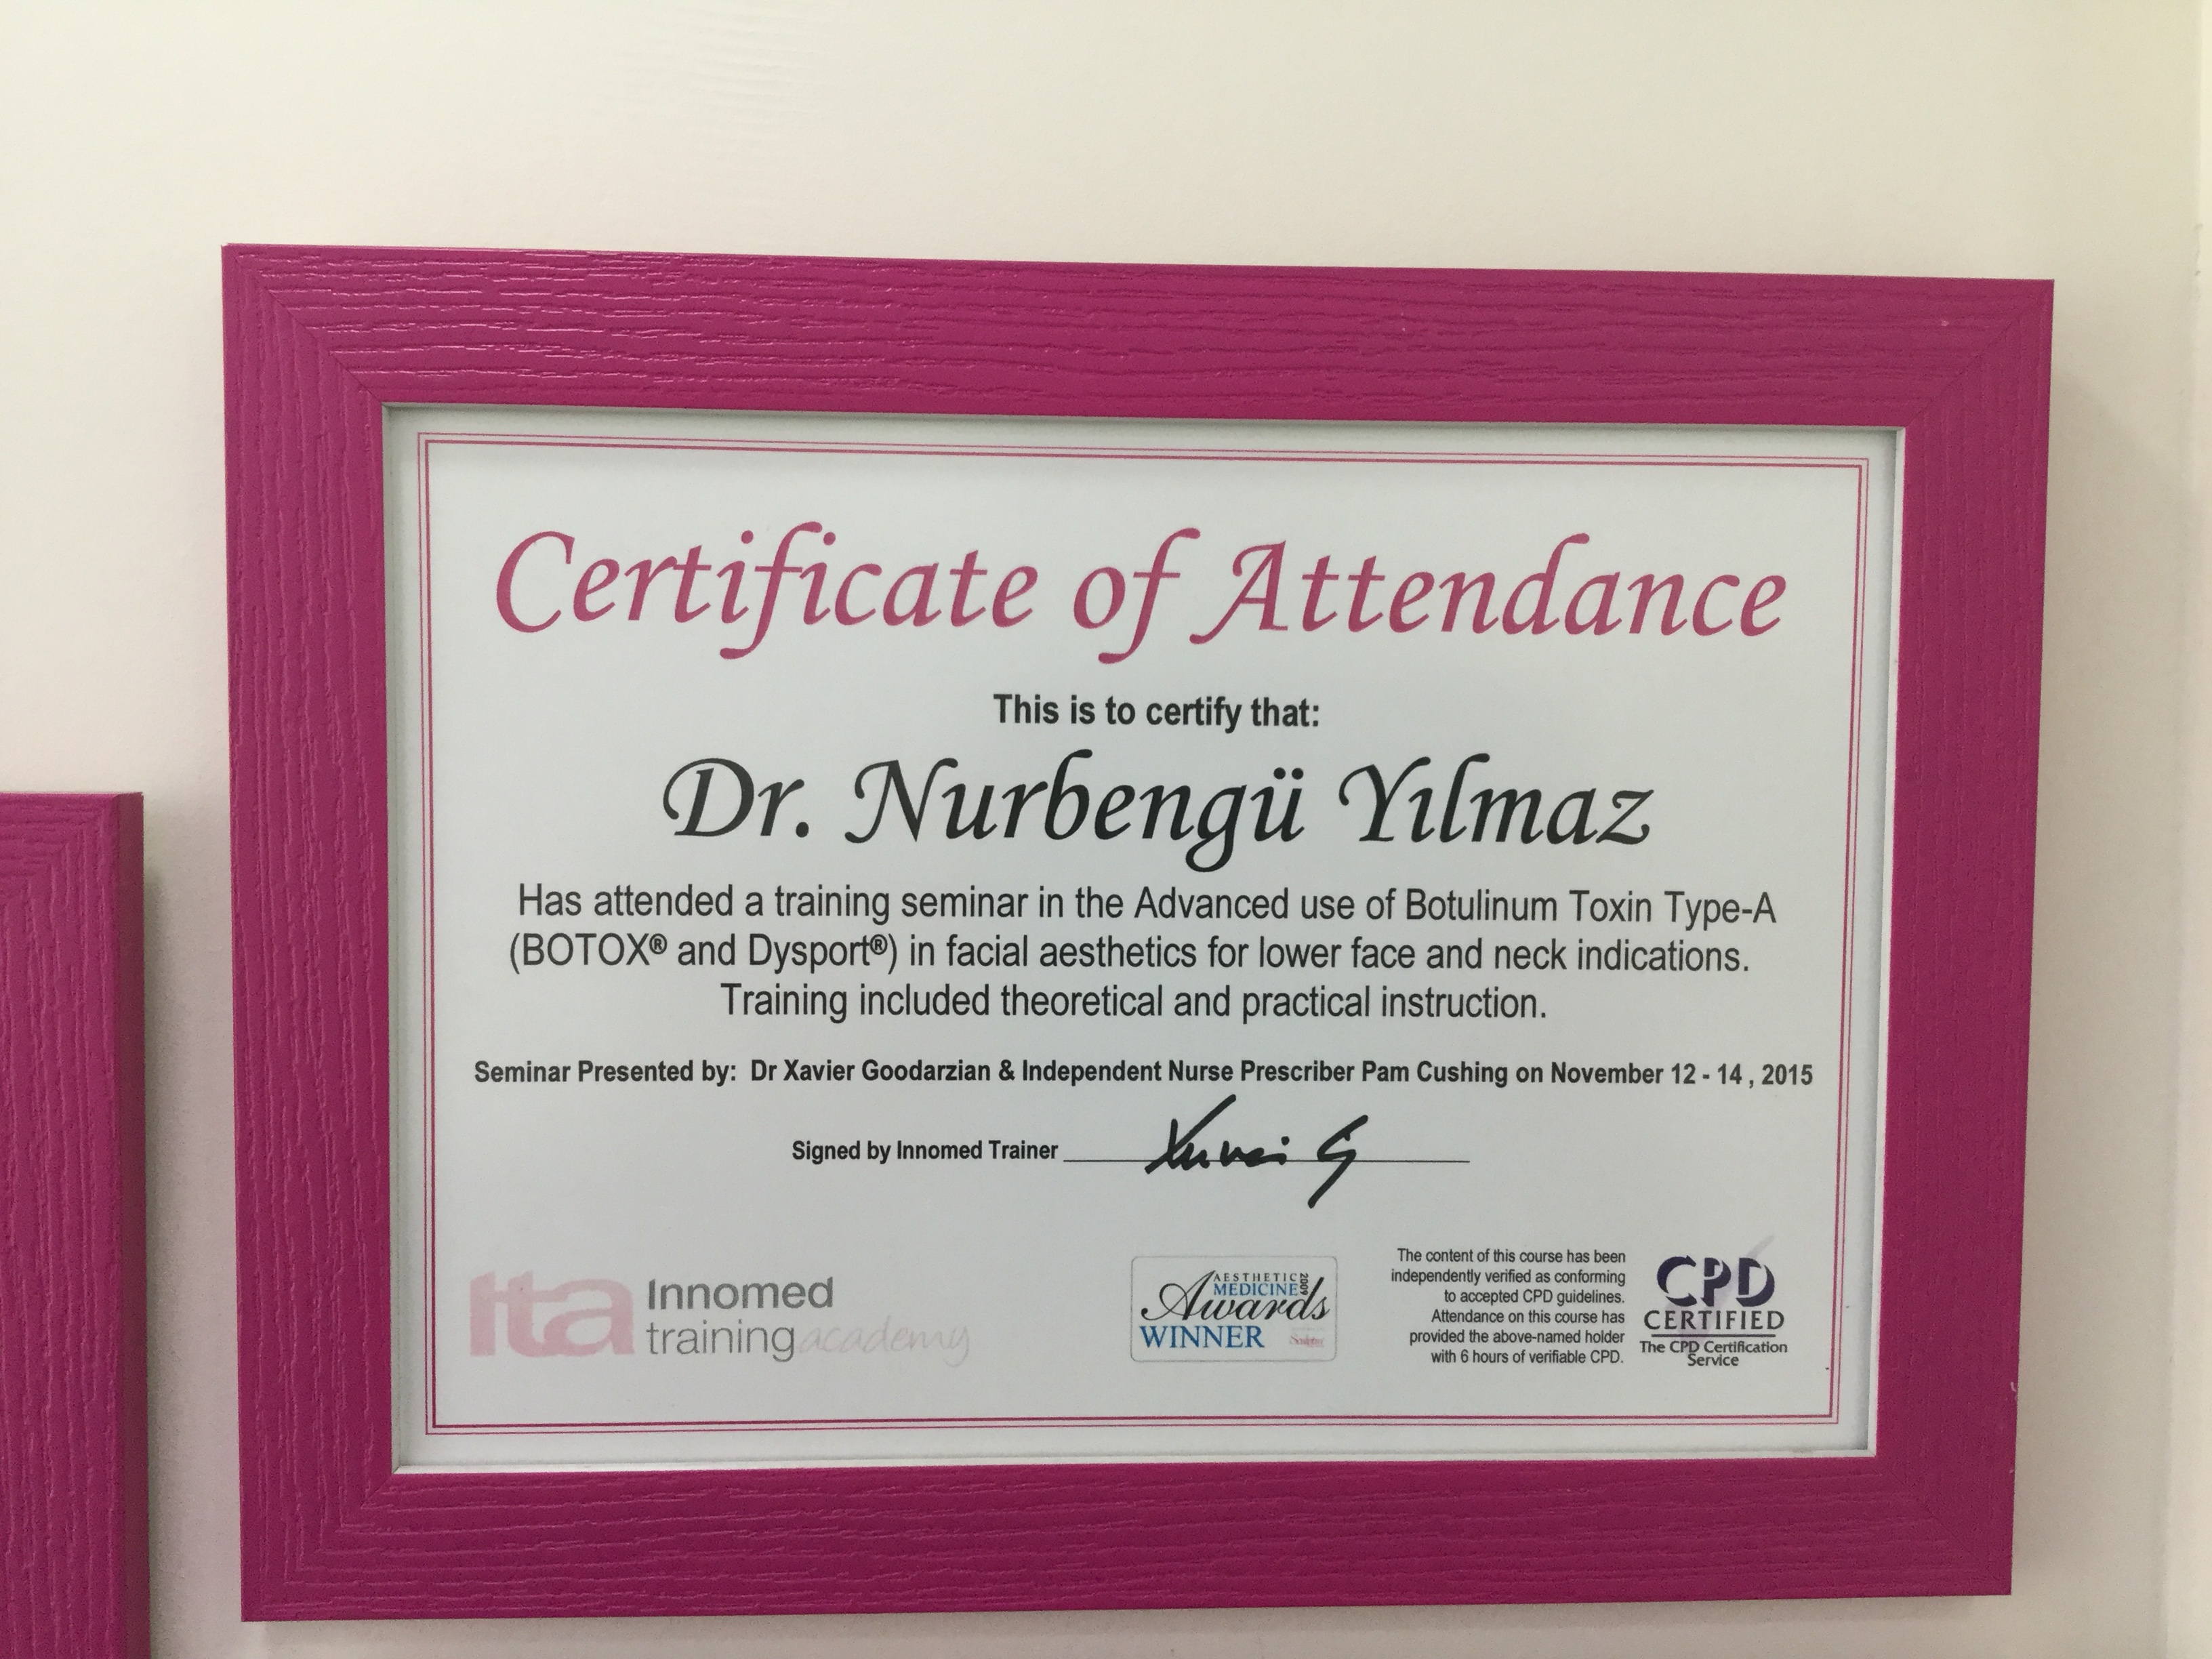 Certificate of Attendance
This is to certify that:
Dr. Nurbengü Yılmaz
Has attended a training seminar in the Advanced use of Botulinum Toxin Type-A
(BOTOX® and Dysport®) in facial aesthetics for lower face and neck indications.
Training included theoretical and practical instruction.
Seminar Presented by: Dr Xavier Goodarzian & Independent Nurse Prescriber Pam Cushing on November 12 - 14 , 2015
Signed by Innomed Trainer
ita
Innomed
training academy
AESTHETIC
MEDICINE 2009
Awards
WINNER
The content of this course has been
independently verified as conforming
to accepted CPD guidelines.
Attendance on this course has
provided the above-named holder
with 6 hours of verifiable CPD.
CPD
CERTIFIED
The CPD Certification
Service